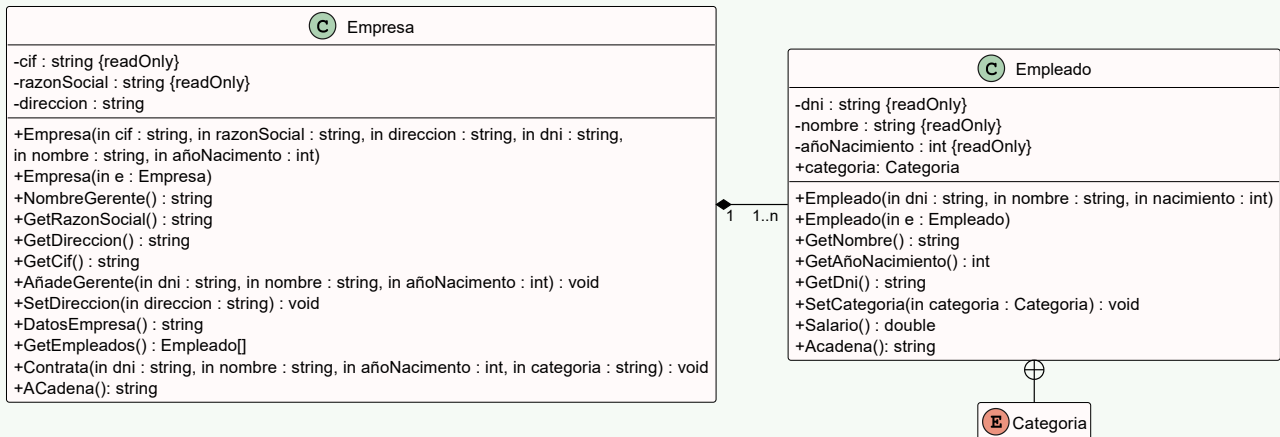 C Empresa
-cif : string {readOnly}
-razonSocial : string {readOnly}
-direccion : string
+Empresa(in cif : string, in razonSocial : string, in direccion : string, in dni : string,
in nombre : string, in añoNacimento : int)
+Empresa(in e : Empresa)
+NombreGerente() : string
+GetRazonSocial() : string
+GetDireccion() : string
+GetCif() : string
+AñadeGerente(in dni : string, in nombre : string, in añoNacimento : int) : void
+SetDireccion(in direccion : string) : void
+DatosEmpresa() : string
+GetEmpleados() : Empleado[]
+Contrata(in dni : string, in nombre : string, in añoNacimento : int, in categoria : string) : void
+ACadena(): string
1 1..n
C Empleado
-dni : string {readOnly}
-nombre : string {readOnly}
-añoNacimiento : int {readOnly}
+categoria: Categoria
+Empleado(in dni : string, in nombre : string, in nacimiento : int)
+Empleado(in e : Empleado)
+GetNombre() : string
+GetAñoNacimiento() : int
+GetDni() : string
+SetCategoria(in categoria : Categoria) : void
+Salario() : double
+Acadena(): string
E Categoria